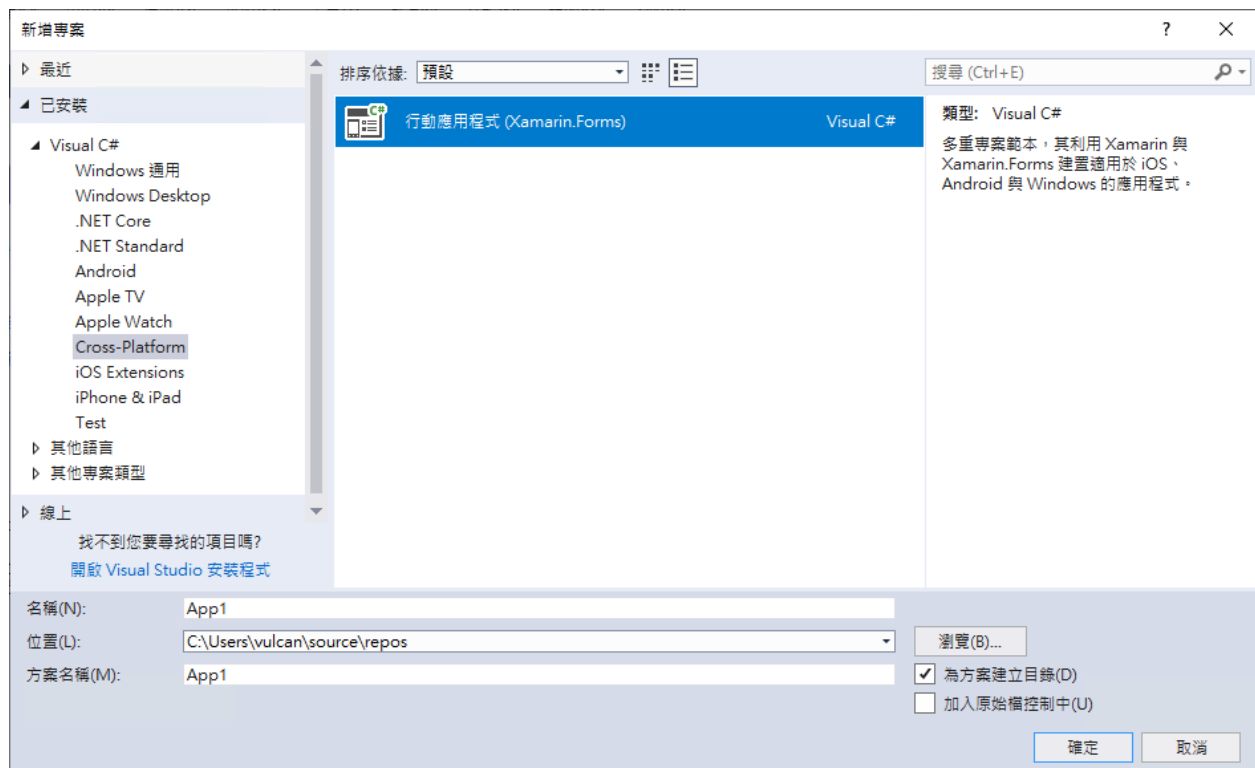 新增專案
?
最近
已安裝
Visual C#
Windows 通用
Windows Desktop
.NET Core
.NET Standard
Android
Apple TV
Apple Watch
Cross-Platform
iOS Extensions
iPhone & iPad
Test
其他語言
其他專案類型
線上
找不到您要尋找的項目嗎?
開啟 Visual Studio 安裝程式
排序依據: 預設
C# 行動應用程式 (Xamarin.Forms) Visual C#
搜尋 (Ctrl+E)
類型: Visual C#
多重專案範本，其利用 Xamarin 與
Xamarin.Forms 建置適用於 iOS、
Android 與 Windows 的應用程式。
名稱(N): App1
位置(L): C:\Users\vulcan\source\repos 瀏覽(B)...
方案名稱(M): App1
為方案建立目錄(D)
加入原始檔控制中(U)
確定 取消